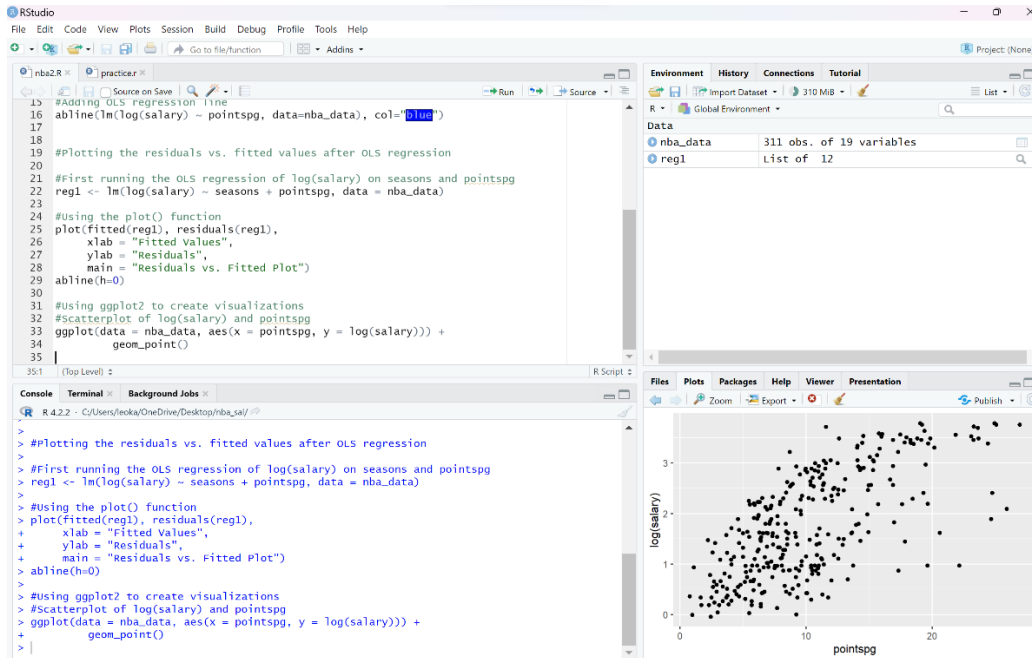 RStudio
File Edit Code View Plots Session Build Debug Profile Tools Help
Go to file/function Addins Project: (None)
nba2.R practice.r
Source on Save Run Source
15 #Adding OLS regression line
16 abline(lm(log(salary) ~ pointspg, data=nba_data), col="blue")
17
18
19 #Plotting the residuals vs. fitted values after OLS regression
20
21 #First running the OLS regression of log(salary) on seasons and pointspg
22 reg1 <- lm(log(salary) ~ seasons + pointspg, data = nba_data)
23
24 #Using the plot() function
25 plot(fitted(reg1), residuals(reg1),
26 xlab = "Fitted Values",
27 ylab = "Residuals",
28 main = "Residuals vs. Fitted Plot")
29 abline(h=0)
30
31 #Using ggplot2 to create visualizations
32 #Scatterplot of log(salary) and pointspg
33 ggplot(data = nba_data, aes(x = pointspg, y = log(salary))) +
34 geom_point()
35
35:1 (Top Level) R Script
Console Terminal Background Jobs
R 4.2.2 · C:/Users/leoka/OneDrive/Desktop/nba_sal/
>
> #Plotting the residuals vs. fitted values after OLS regression
>
> #First running the OLS regression of log(salary) on seasons and pointspg
> reg1 <- lm(log(salary) ~ seasons + pointspg, data = nba_data)
>
> #Using the plot() function
> plot(fitted(reg1), residuals(reg1),
+ xlab = "Fitted Values",
+ ylab = "Residuals",
+ main = "Residuals vs. Fitted Plot")
> abline(h=0)
>
> #Using ggplot2 to create visualizations
> #Scatterplot of log(salary) and pointspg
> ggplot(data = nba_data, aes(x = pointspg, y = log(salary))) +
+ geom_point()
>
Environment History Connections Tutorial
Import Dataset 310 MiB List
R Global Environment
Data
nba_data 311 obs. of 19 variables
reg1 List of 12
Files Plots Packages Help Viewer Presentation
Zoom Export Publish
log(salary)
3
2
1
0
0 10 20
pointspg